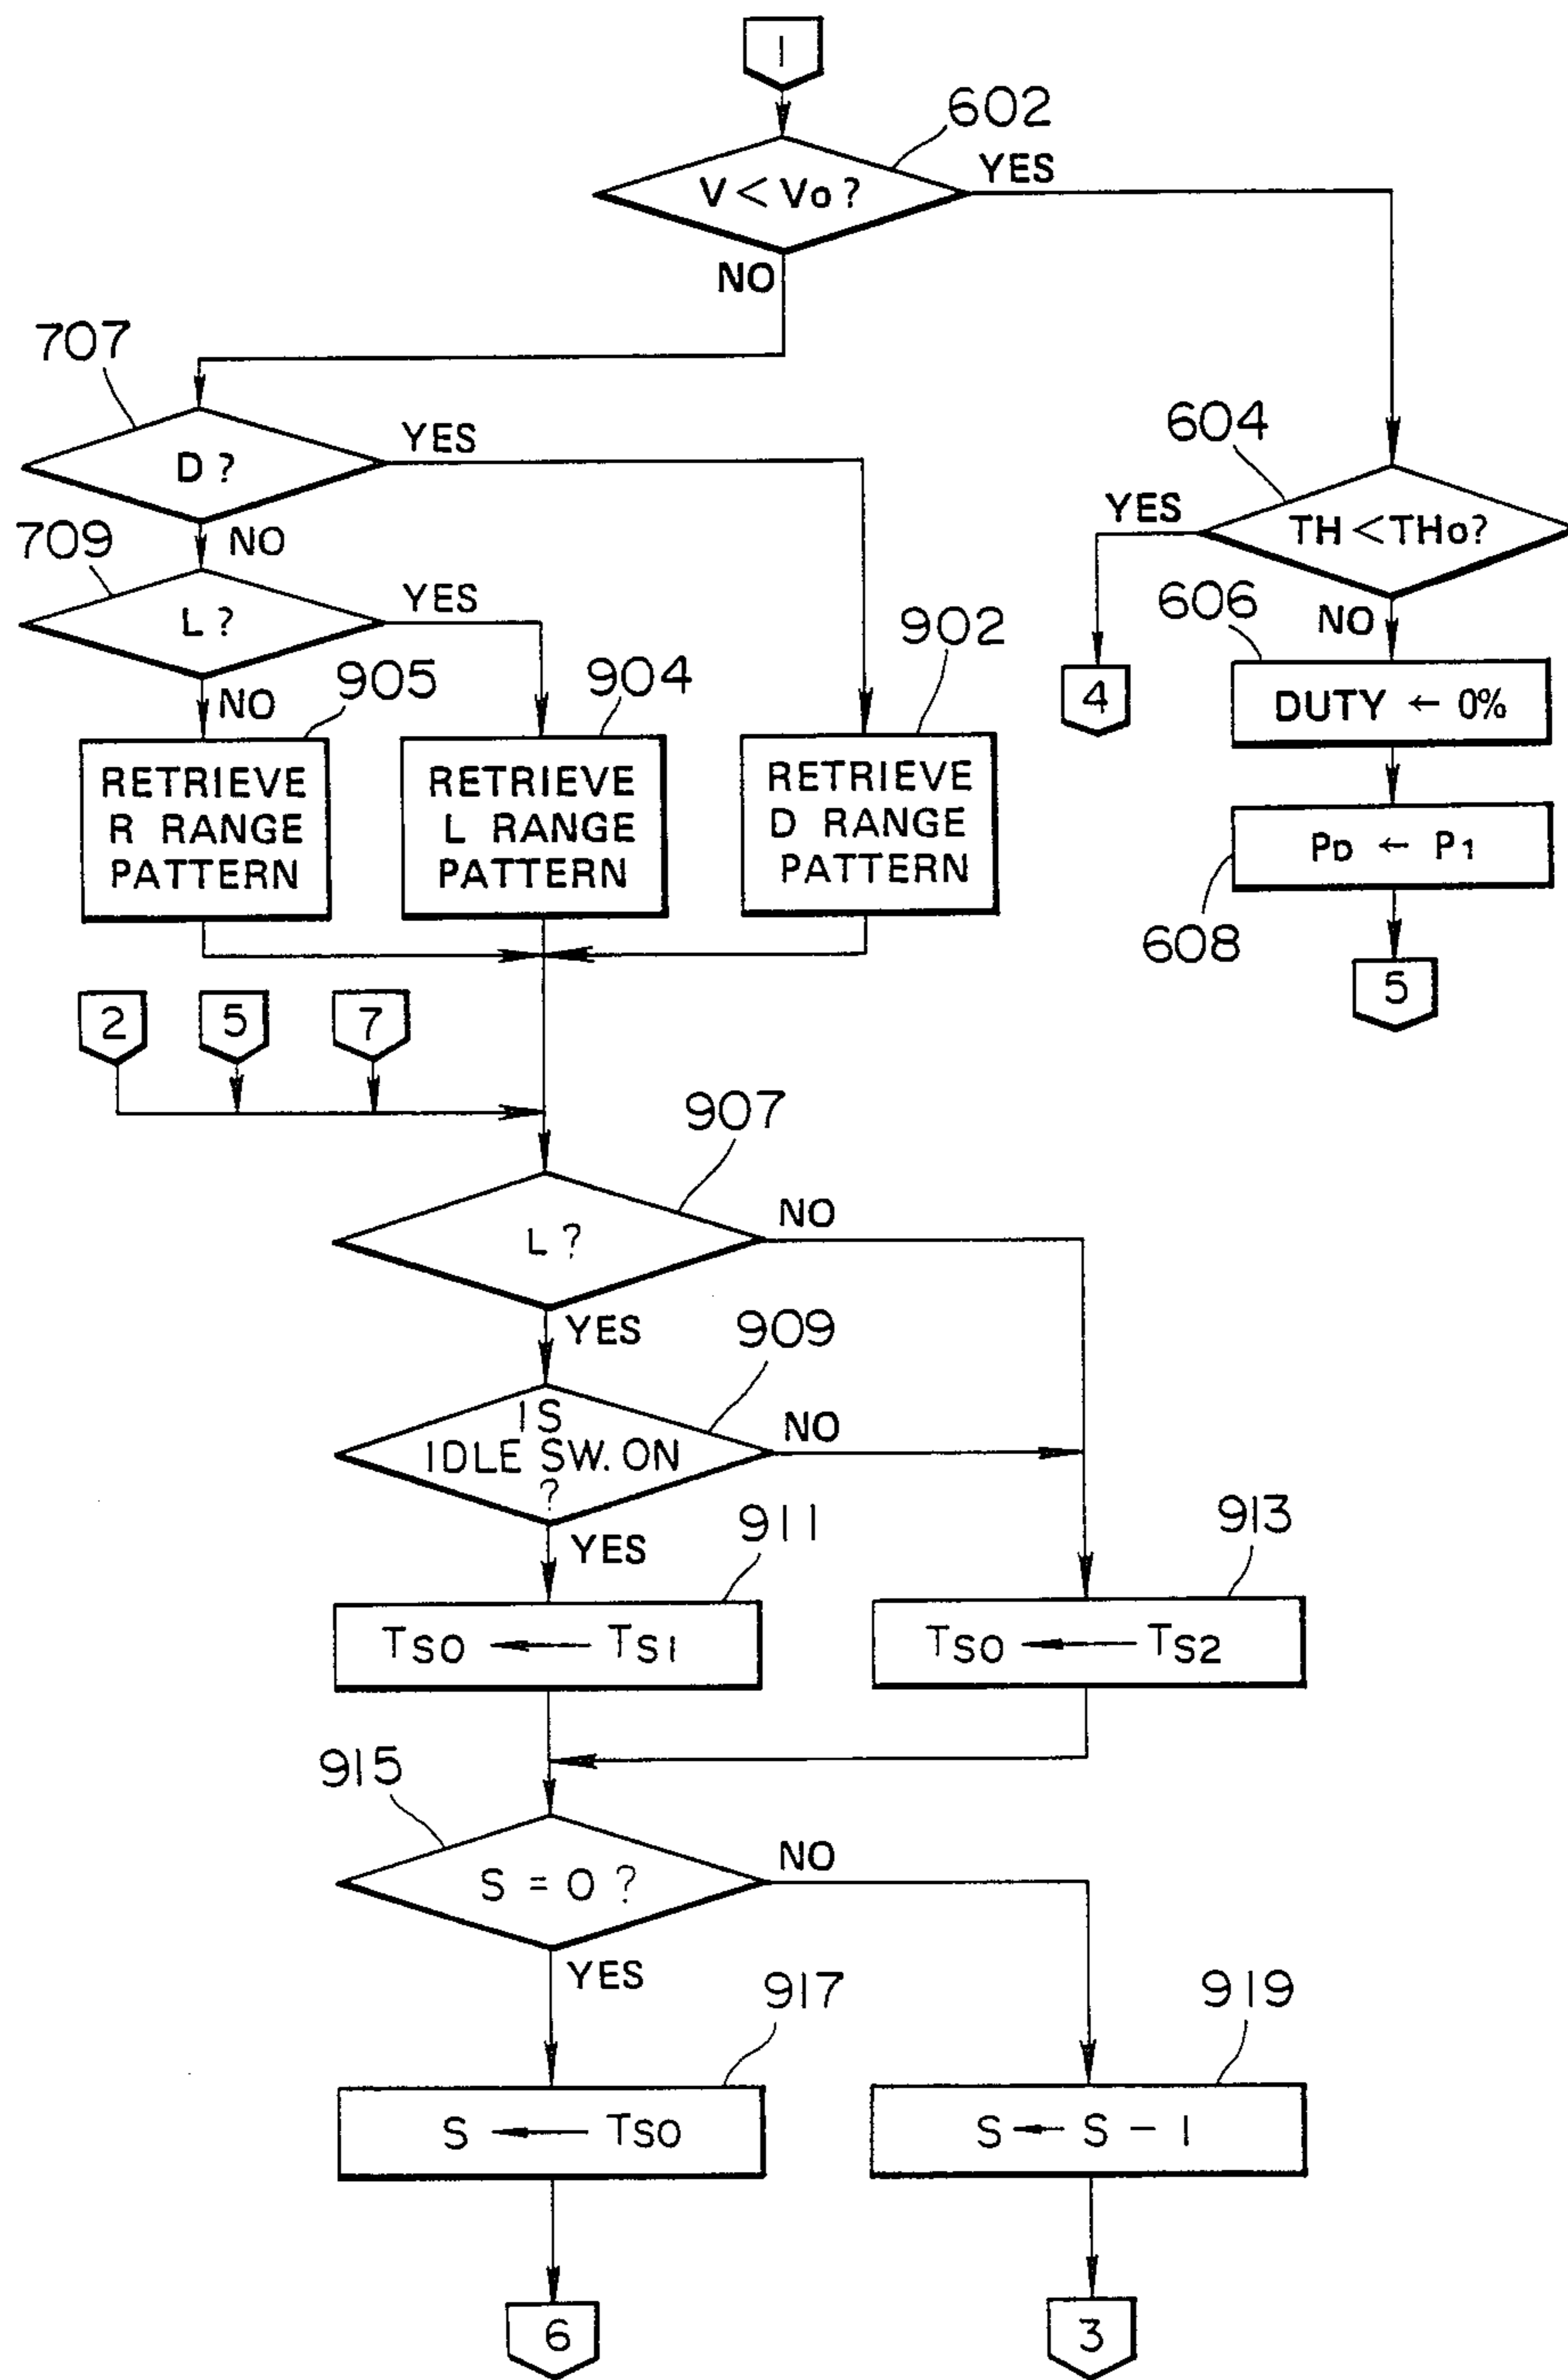 1
602
V < Vo ?
YES
NO
707
D ?
YES
NO
709
L ?
YES
NO
604
TH < THo?
YES
NO
606
DUTY ← 0%
608
PD ← P1
4
5
905
RETRIEVE
R RANGE
PATTERN
904
RETRIEVE
L RANGE
PATTERN
902
RETRIEVE
D RANGE
PATTERN
2
5
7
907
L ?
NO
YES
909
IS
IDLE SW. ON
?
NO
YES
911
TSO ← TS1
913
TSO ← TS2
915
S = 0 ?
NO
YES
917
S ← TSO
919
S ← S - 1
6
3